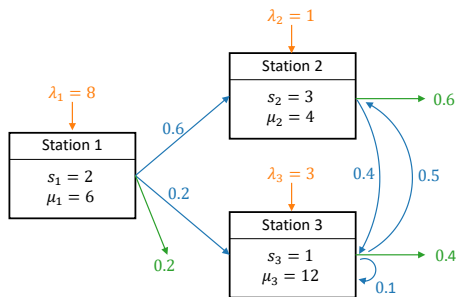 λ₂ = 1
Station 2
s₂ = 3
μ₂ = 4
0.6
λ₁ = 8
Station 1
s₁ = 2
μ₁ = 6
0.6
0.2
0.2
0.4
0.5
λ₃ = 3
Station 3
s₃ = 1
μ₃ = 12
0.4
0.1